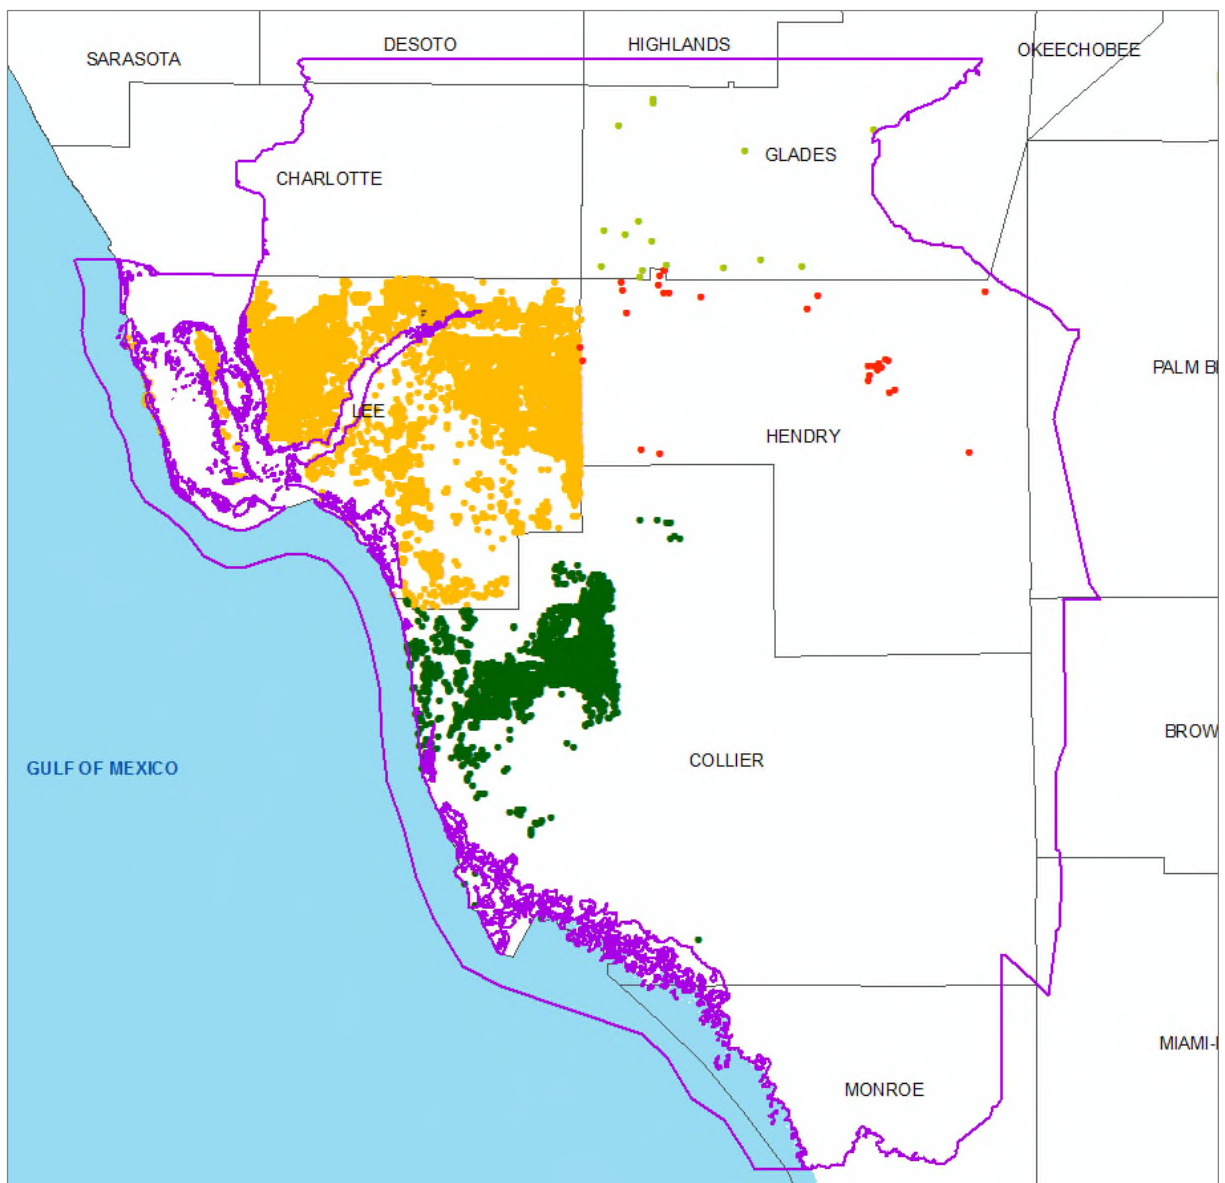 DESOTO
HIGHLANDS
OKEECHOBEE
SARASOTA
GLADES
CHARLOTTE
PALM B
LEE
HENDRY
BROW
COLLIER
GULF OF MEXICO
MIAMI-
MONROE